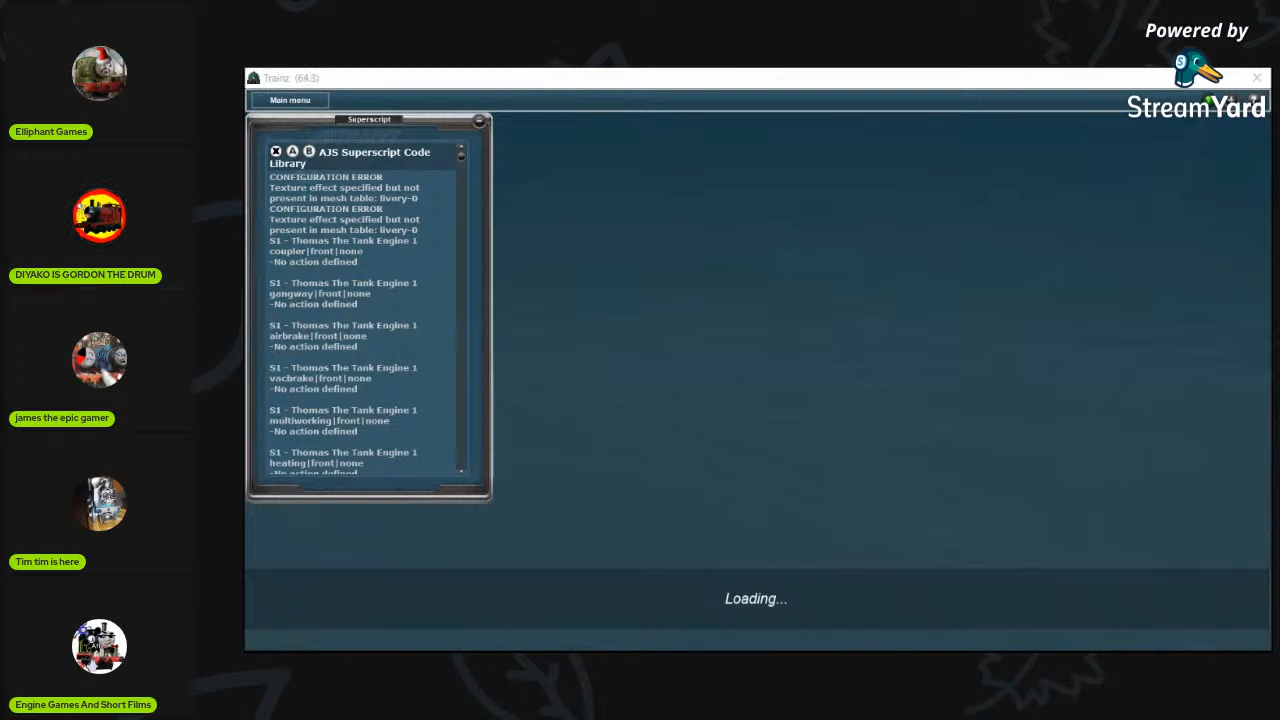 Powered by
StreamYard
Elliphant Games
DIYAKO IS GORDON THE DRUM
james the epic gamer
Tim tim is here
Engine Games And Short Films
Trainz (64.3)
Main menu
Superscript
X A B AJS Superscript Code
Library
CONFIGURATION ERROR
Texture effect specified but not
present in mesh table: livery-0
CONFIGURATION ERROR
Texture effect specified but not
present in mesh table: livery-0
S1 - Thomas The Tank Engine 1
coupler|front|none
-No action defined
S1 - Thomas The Tank Engine 1
gangway|front|none
-No action defined
S1 - Thomas The Tank Engine 1
airbrake|front|none
-No action defined
S1 - Thomas The Tank Engine 1
vacbrake|front|none
-No action defined
S1 - Thomas The Tank Engine 1
multiworking|front|none
-No action defined
S1 - Thomas The Tank Engine 1
heating|front|none
-No action defined
Loading...